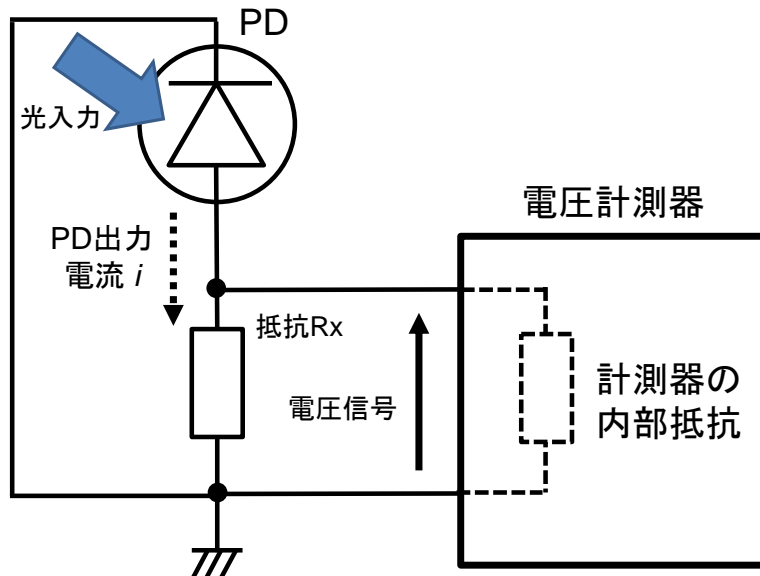 PD
光入力
電圧計測器
PD出力
電流 i
抵抗Rx
電圧信号
計測器の
内部抵抗